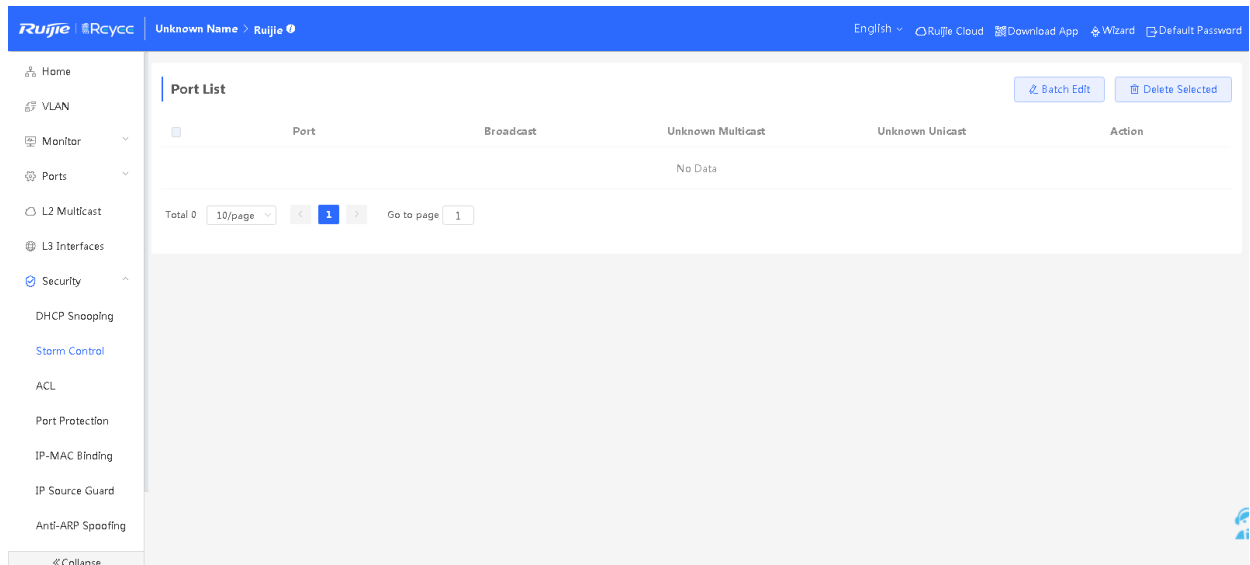 Ruijie | Rcycc Unknown Name > Ruijie English Ruijie Cloud Download App Wizard Default Password
Home
VLAN
Monitor
Ports
L2 Multicast
L3 Interfaces
Security
DHCP Snooping
Storm Control
ACL
Port Protection
IP-MAC Binding
IP Source Guard
Anti-ARP Spoofing
«Collapse
Port List Batch Edit Delete Selected
Port Broadcast Unknown Multicast Unknown Unicast Action
No Data
Total 0 10/page < 1 > Go to page 1